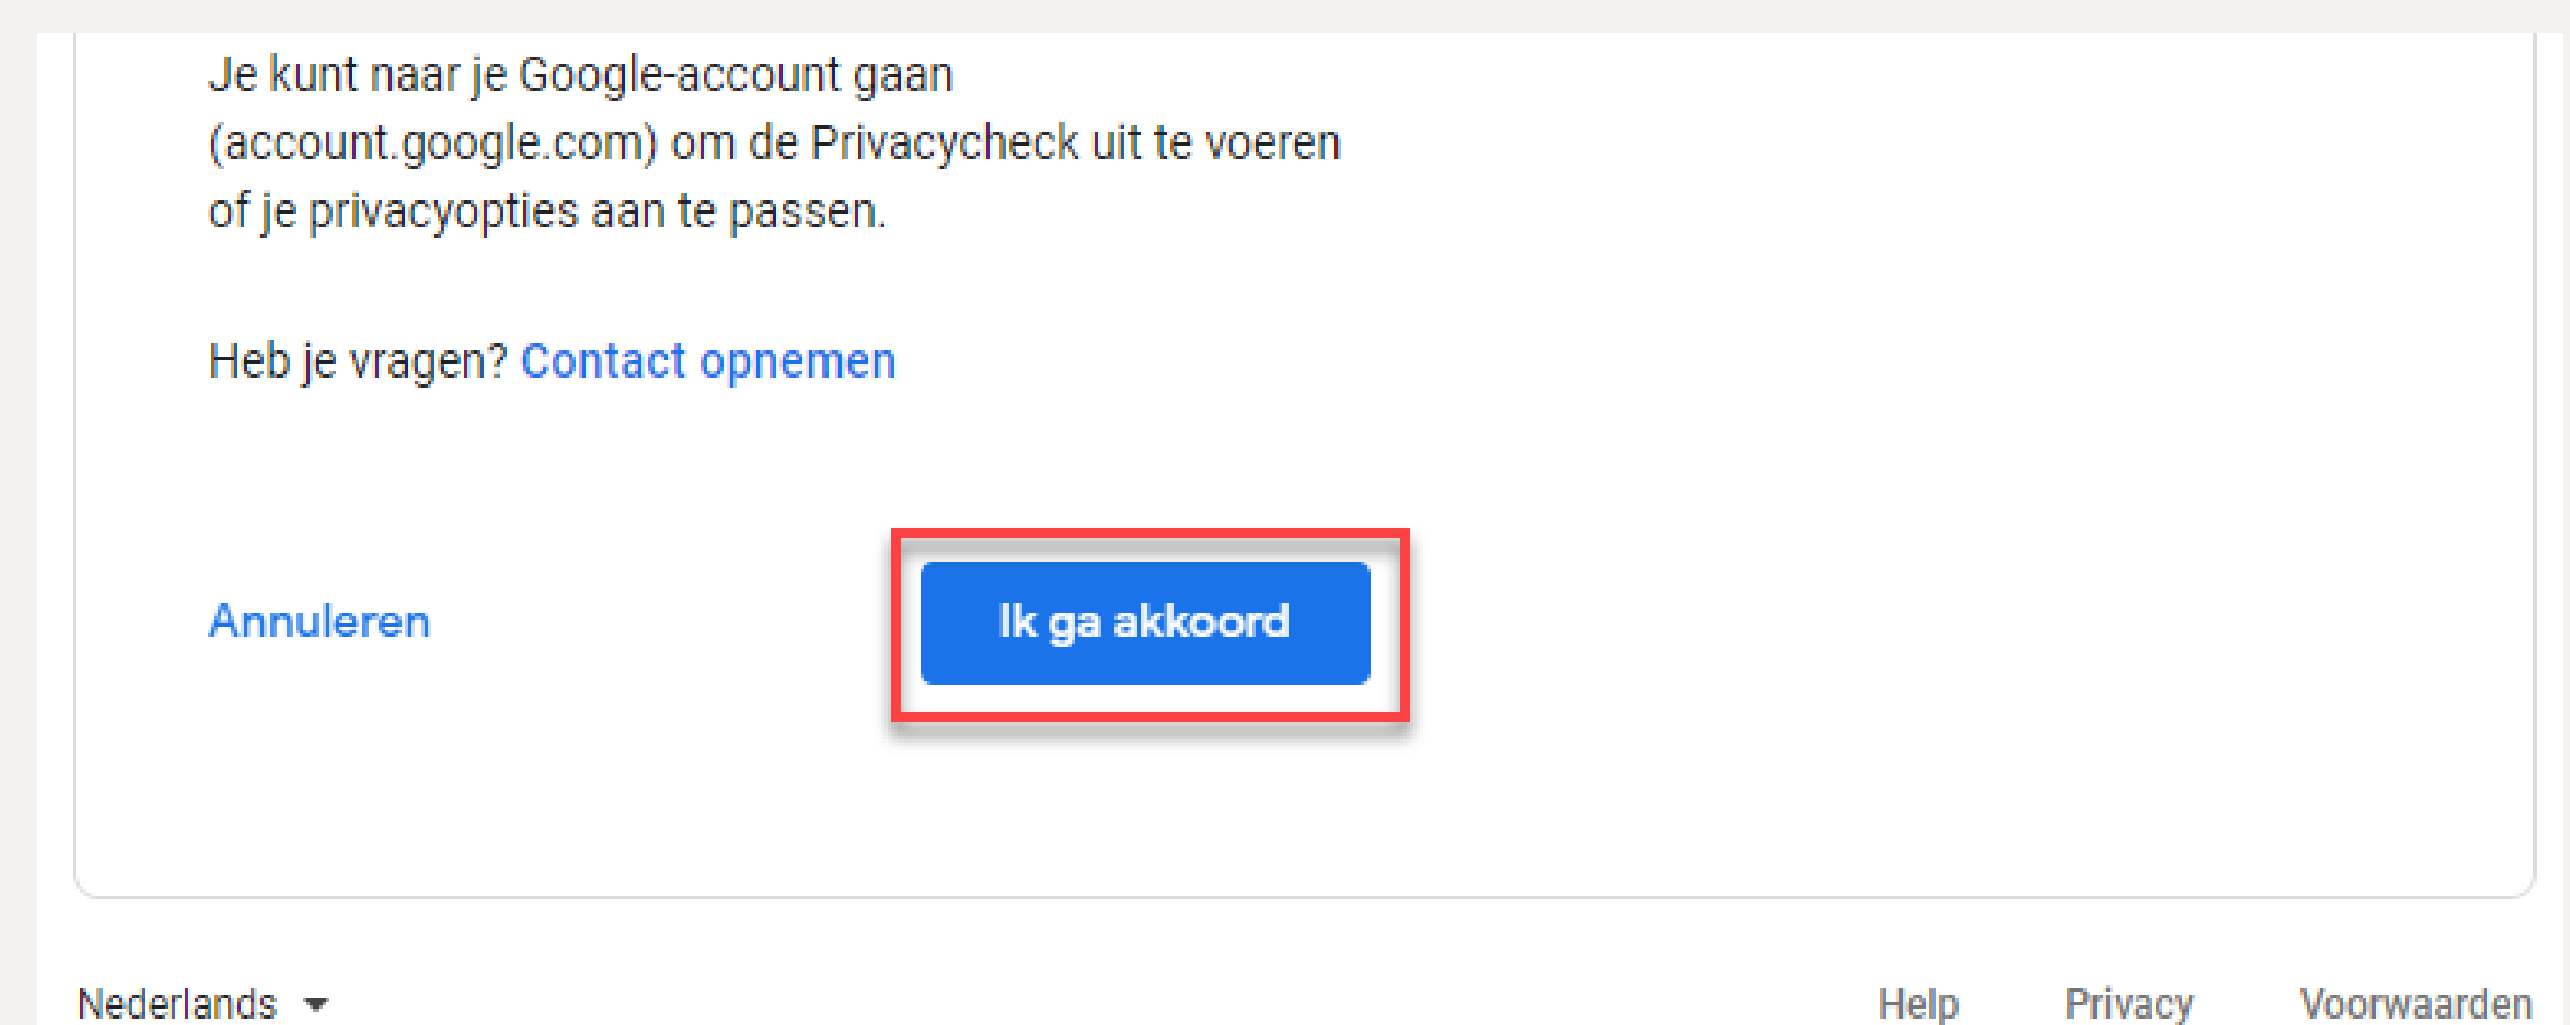 Je kunt naar je Google-account gaan
(account.google.com) om de Privacycheck uit te voeren
of je privacyopties aan te passen.
Heb je vragen? Contact opnemen
Annuleren
Ik ga akkoord
Nederlands
Help
Privacy
Voorwaarden